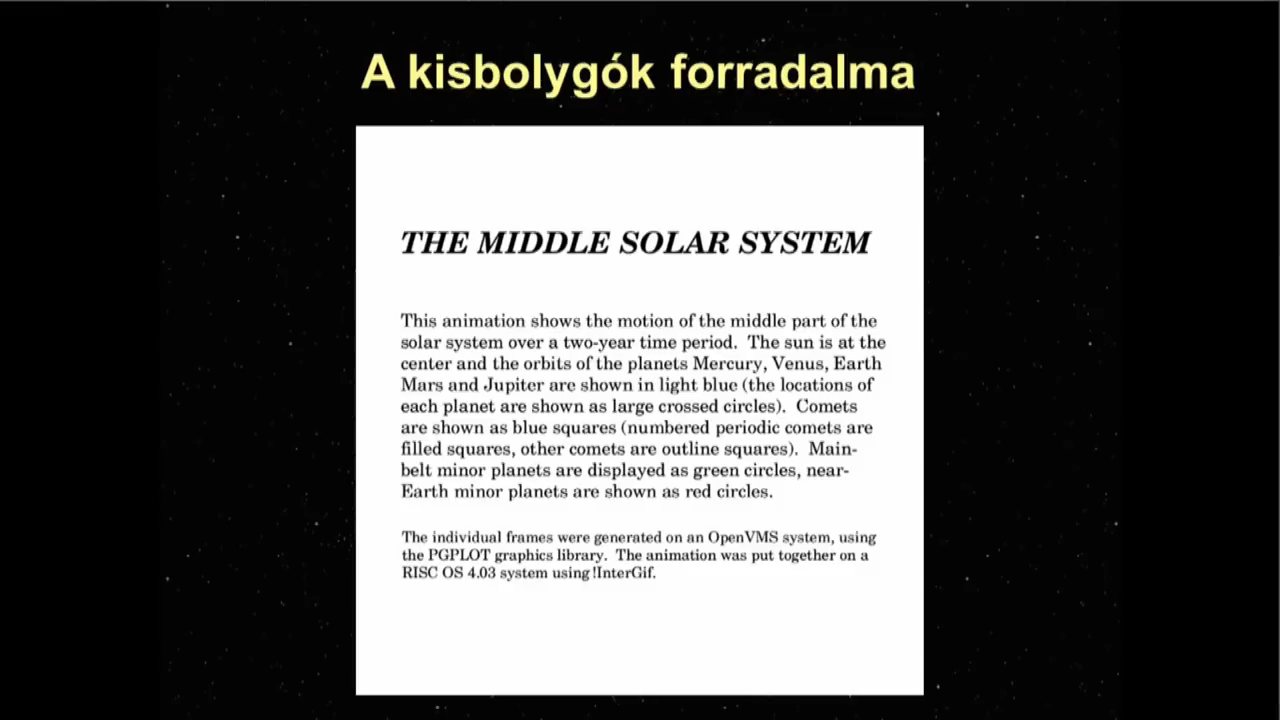 A kisbolygók forradalma
THE MIDDLE SOLAR SYSTEM
This animation shows the motion of the middle part of the
solar system over a two-year time period. The sun is at the
center and the orbits of the planets Mercury, Venus, Earth
Mars and Jupiter are shown in light blue (the locations of
each planet are shown as large crossed circles). Comets
are shown as blue squares (numbered periodic comets are
filled squares, other comets are outline squares). Main-
belt minor planets are displayed as green circles, near-
Earth minor planets are shown as red circles.
The individual frames were generated on an OpenVMS system, using
the PGPLOT graphics library. The animation was put together on a
RISC OS 4.03 system using !InterGif.